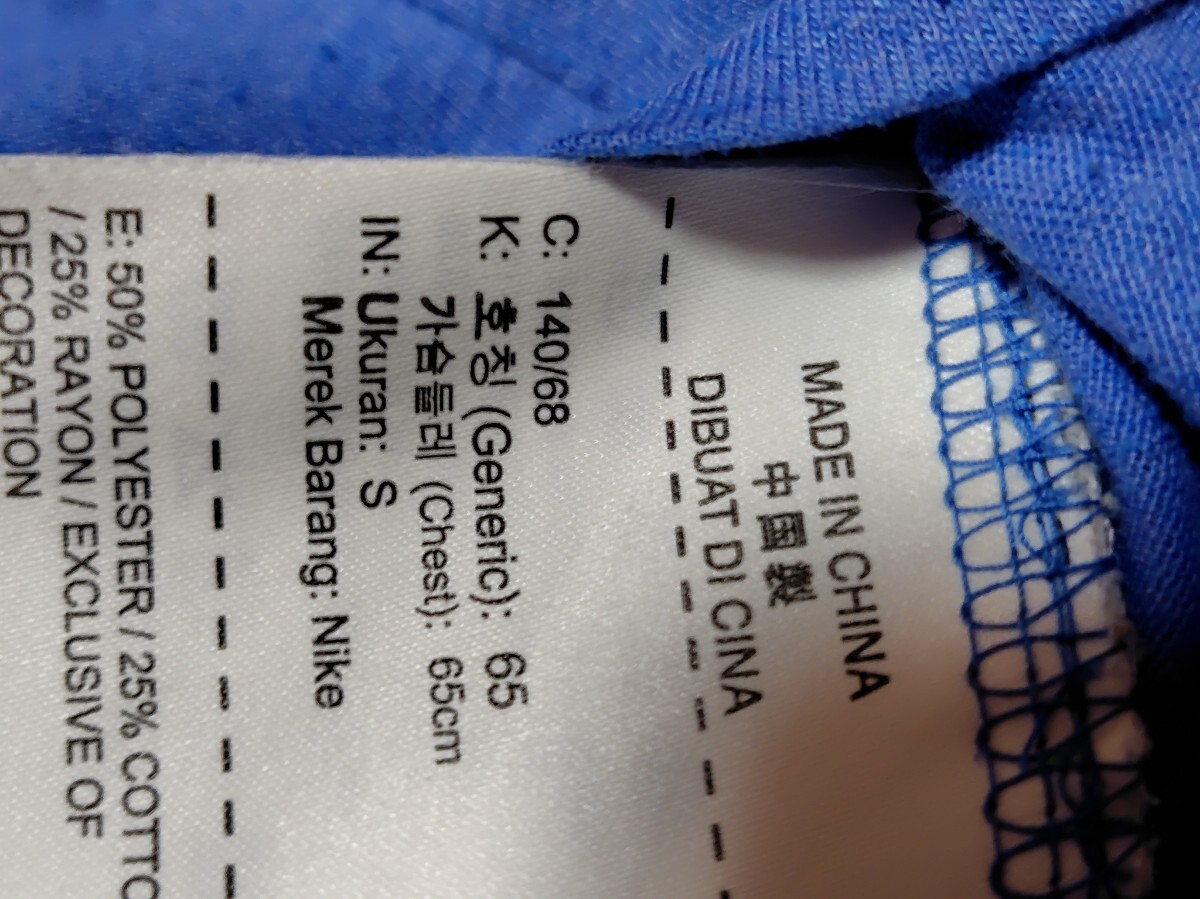 MADE IN CHINA
中國製
DIBUAT DI CINA
C: 140/68
K: 호칭 (Generic): 65
가슴둘레 (Chest): 65cm
IN: Ukuran: S
Merek Barang: Nike
E: 50% POLYESTER / 25% COTTO
/ 25% RAYON / EXCLUSIVE OF
DECORATION